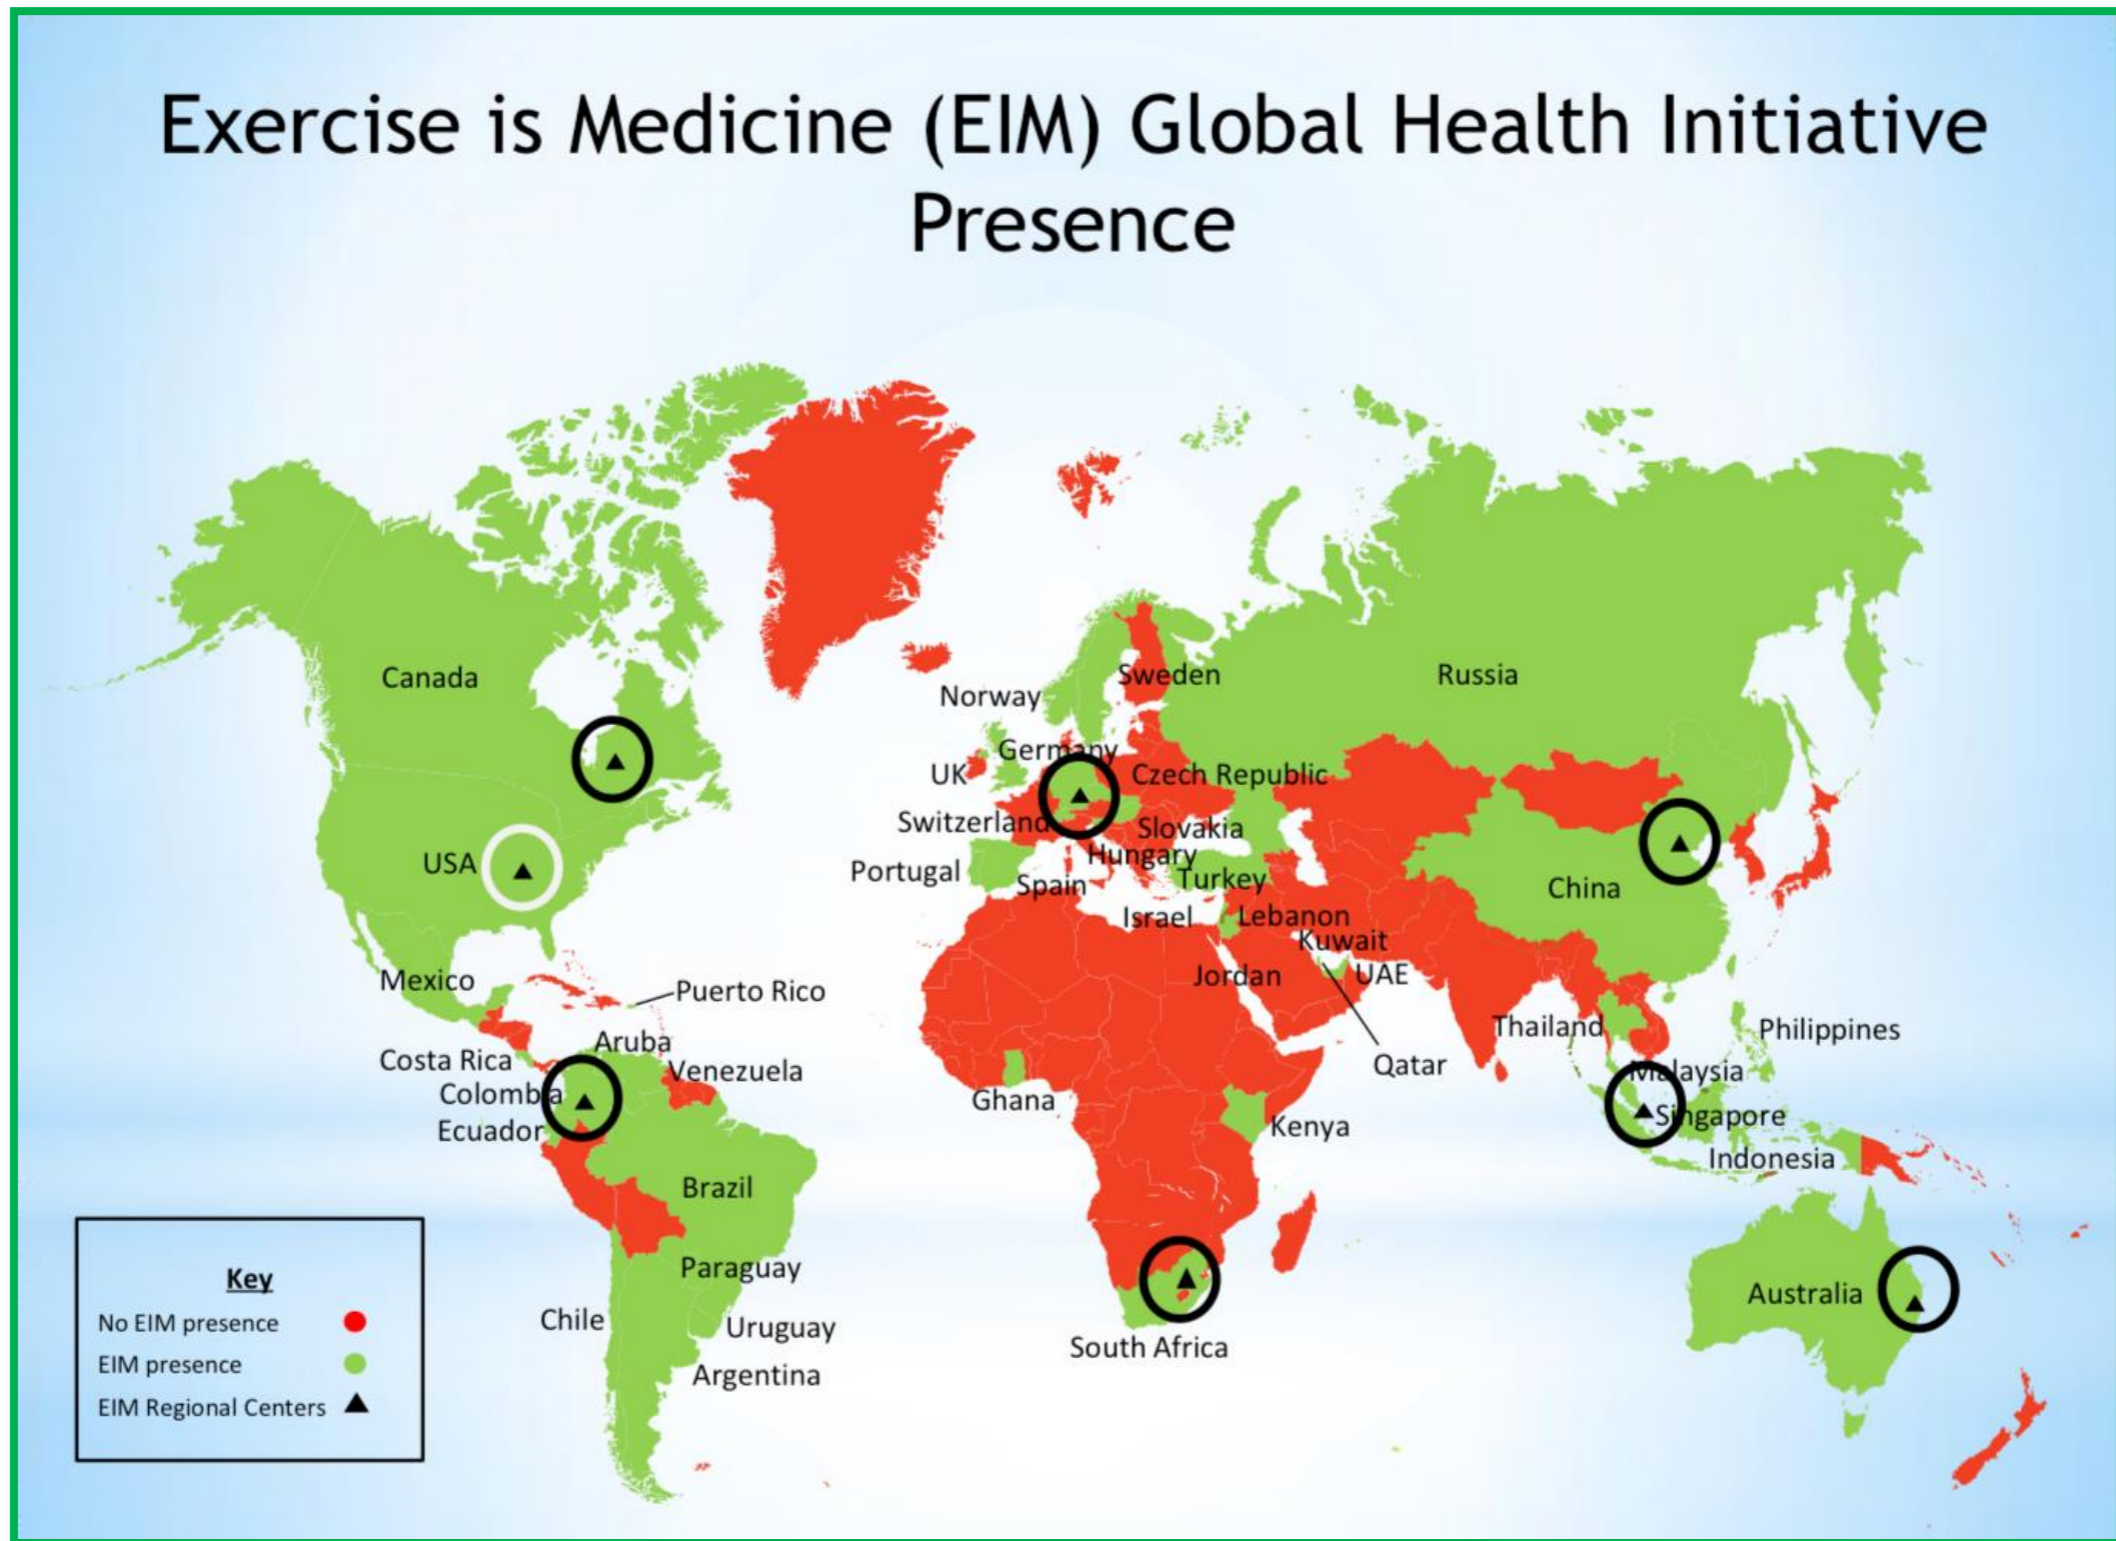 Exercise is Medicine (EIM) Global Health Initiative
Presence
Canada
Sweden
Russia
Norway
Germany
UK
Czech Republic
Switzerland
Slovakia
USA
Hungary
Portugal
Spain
Turkey
China
Israel
Lebanon
Kuwait
Mexico
Jordan
UAE
Puerto Rico
Thailand
Philippines
Aruba
Costa Rica
Venezuela
Qatar
Malaysia
Colombia
Ghana
Singapore
Ecuador
Kenya
Indonesia
Brazil
Paraguay
Australia
Chile
Uruguay
South Africa
Argentina
Key
No EIM presence
EIM presence
EIM Regional Centers